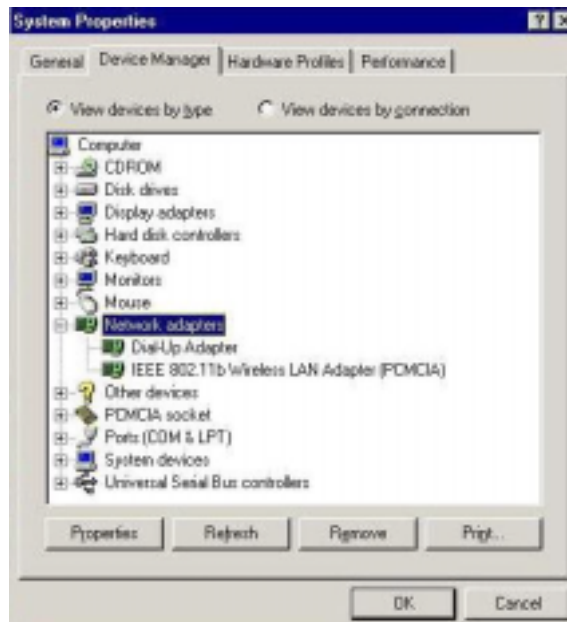 System Properties
General Device Manager Hardware Profiles Performance
View devices by type View devices by connection
Computer
CDROM
Disk drives
Display adapters
Hard disk controllers
Keyboard
Monitors
Mouse
Network adapters
Dial-Up Adapter
IEEE 802.11b Wireless LAN Adapter (PCMCIA)
Other devices
PCMCIA socket
Ports (COM & LPT)
System devices
Universal Serial Bus controllers
Properties Refresh Remove Print...
OK Cancel